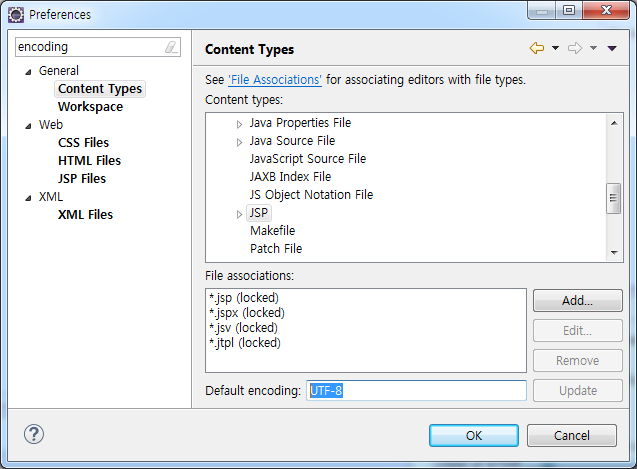 Preferences
encoding
General
Content Types
Workspace
Web
CSS Files
HTML Files
JSP Files
XML
XML Files
Content Types
See 'File Associations' for associating editors with file types.
Content types:
Java Properties File
Java Source File
JavaScript Source File
JAXB Index File
JS Object Notation File
JSP
Makefile
Patch File
File associations:
*.jsp (locked)
*.jspx (locked)
*.jsv (locked)
*.jtpl (locked)
Add...
Edit...
Remove
Default encoding: UTF-8
Update
OK
Cancel